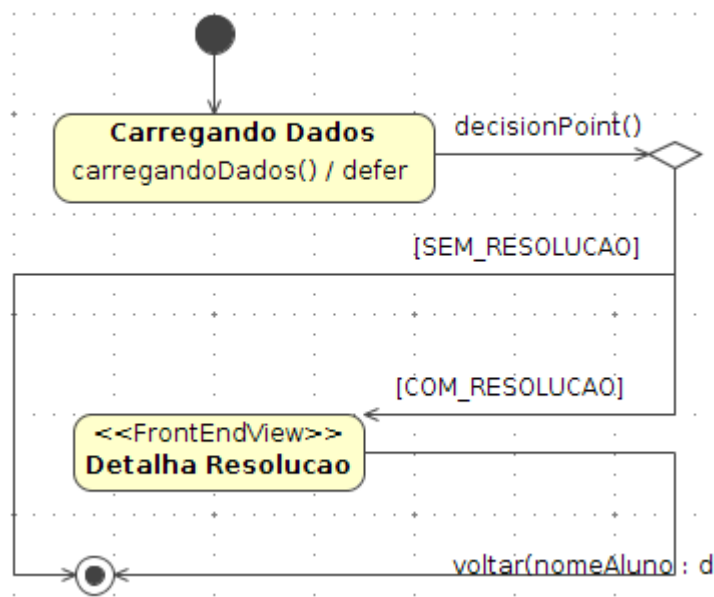 Carregando Dados
carregandoDados() / defer
decisionPoint()
[SEM_RESOLUCAO]
[COM_RESOLUCAO]
<<FrontEndView>>
Detalha Resolucao
voltar(nomeAluno : d